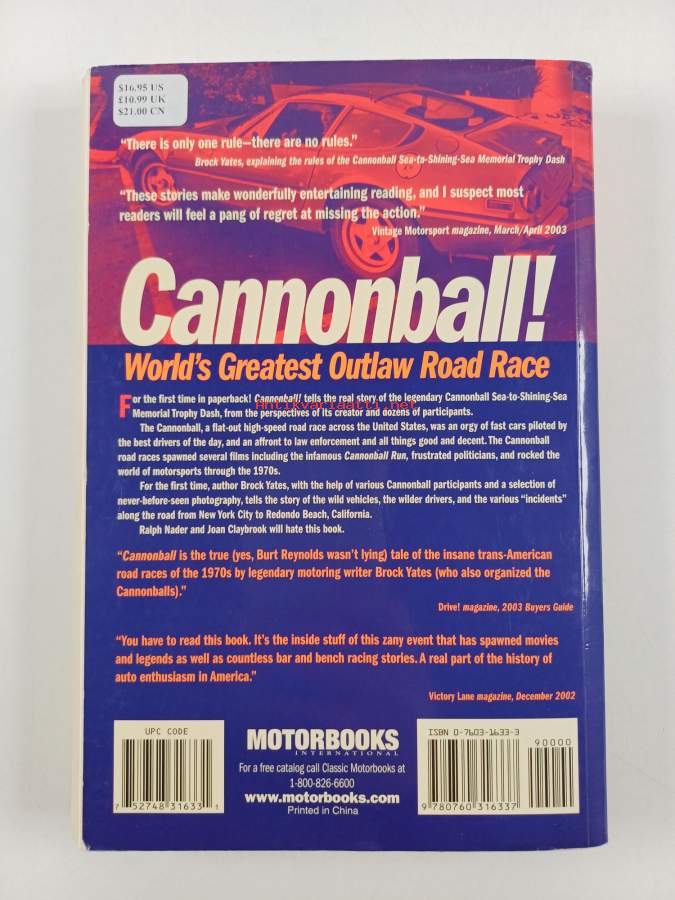 $16.95 US
£10.99 UK
$21.00 CN
“There is only one rule—there are no rules.”
Brock Yates, explaining the rules of the Cannonball Sea-to-Shining-Sea Memorial Trophy Dash
“These stories make wonderfully entertaining reading, and I suspect most
readers will feel a pang of regret at missing the action.”
Vintage Motorsport magazine, March/April 2003
Cannonball!
World’s Greatest Outlaw Road Race
For the first time in paperback! Cannonball! tells the real story of the legendary Cannonball Sea-to-Shining-Sea
Antikvariaatti.net
Memorial Trophy Dash, from the perspectives of its creator and dozens of participants.
The Cannonball, a flat-out high-speed road race across the United States, was an orgy of fast cars piloted by
the best drivers of the day, and an affront to law enforcement and all things good and decent. The Cannonball
road races spawned several films including the infamous Cannonball Run, frustrated politicians, and rocked the
world of motorsports through the 1970s.
For the first time, author Brock Yates, with the help of various Cannonball participants and a selection of
never-before-seen photography, tells the story of the wild vehicles, the wilder drivers, and the various “incidents”
along the road from New York City to Redondo Beach, California.
Ralph Nader and Joan Claybrook will hate this book.
“Cannonball is the true (yes, Burt Reynolds wasn’t lying) tale of the insane trans-American
road races of the 1970s by legendary motoring writer Brock Yates (who also organized the
Cannonballs).”
Drive! magazine, 2003 Buyers Guide
“You have to read this book. It’s the inside stuff of this zany event that has spawned movies
and legends as well as countless bar and bench racing stories. A real part of the history of
auto enthusiasm in America.”
Victory Lane magazine, December 2002
UPC CODE
7 52748 31633 1
MOTORBOOKS
INTERNATIONAL
For a free catalog call Classic Motorbooks at
1-800-826-6600
www.motorbooks.com
Printed in China
ISBN 0-7603-1633-3
90000
9 780760 316337